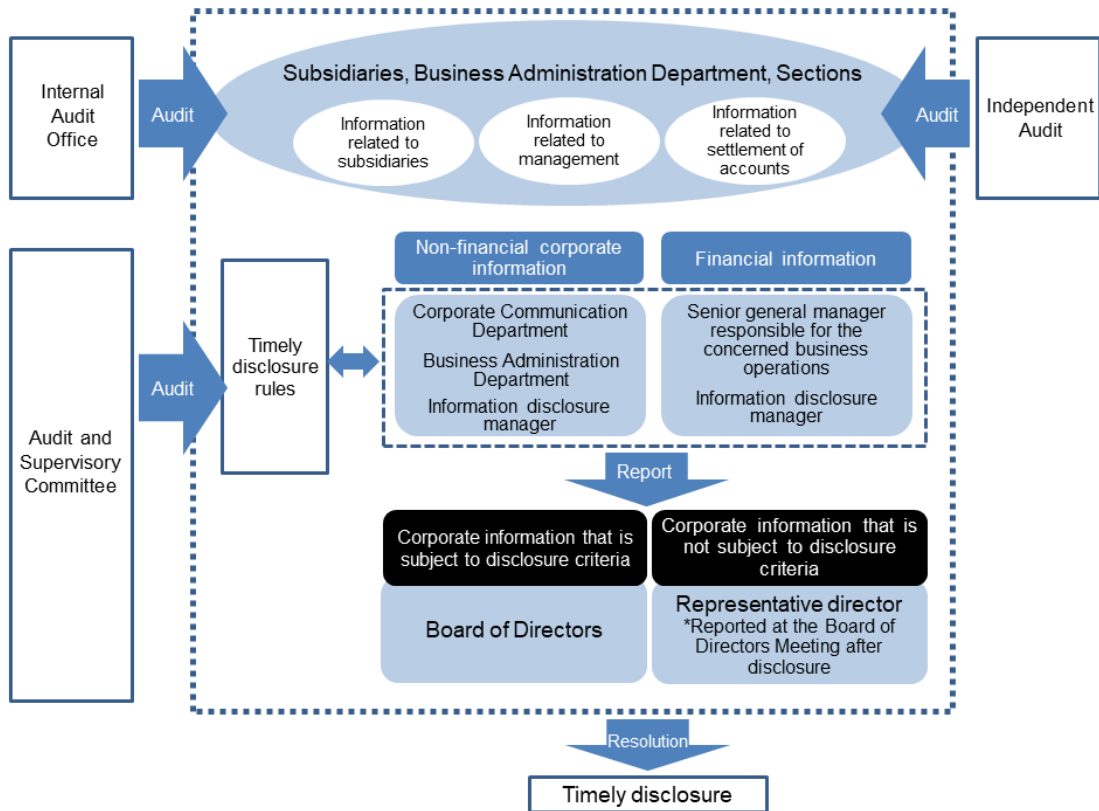 Internal
Audit
Office
Audit
Subsidiaries, Business Administration Department, Sections
Information
related to
subsidiaries
Information
related to
management
Information
related to
settlement of
accounts
Audit
Independent
Audit
Audit and
Supervisory
Committee
Audit
Timely
disclosure
rules
Non-financial corporate
information
Financial information
Corporate Communication
Department
Business Administration
Department
Information disclosure
manager
Senior general manager
responsible for the
concerned business
operations
Information disclosure
manager
Report
Corporate information that is
subject to disclosure criteria
Corporate information that is
not subject to disclosure
criteria
Board of Directors
Representative director
*Reported at the Board of
Directors Meeting after
disclosure
Resolution
Timely disclosure